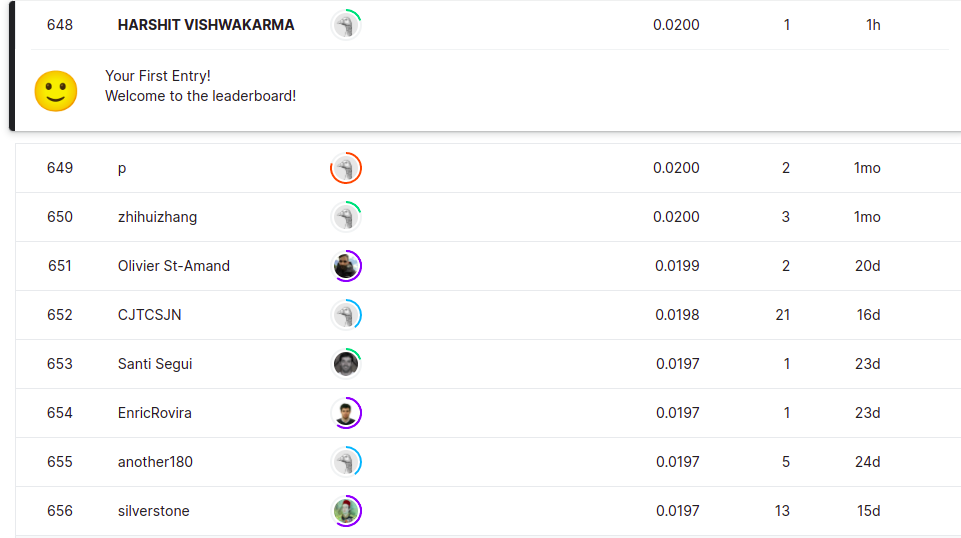 648 HARSHIT VISHWAKARMA 0.0200 1 1h
Your First Entry!
Welcome to the leaderboard!
649 p 0.0200 2 1mo
650 zhihuizhang 0.0200 3 1mo
651 Olivier St-Amand 0.0199 2 20d
652 CJTCSJN 0.0198 21 16d
653 Santi Segui 0.0197 1 23d
654 EnricRovira 0.0197 1 23d
655 another180 0.0197 5 24d
656 silverstone 0.0197 13 15d